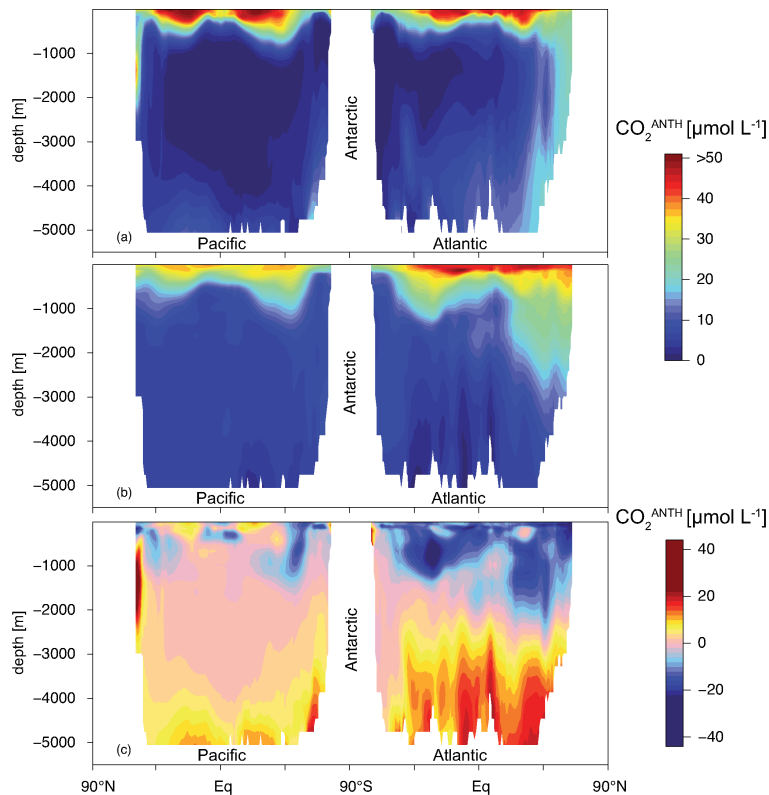 −1000
−2000
−3000
−4000
−5000
depth [m]
(a)
Pacific
Antarctic
Atlantic
CO₂ᴬᴺᵀᴴ [µmol L⁻¹]
>50
40
30
20
10
0
−1000
−2000
−3000
−4000
−5000
depth [m]
(b)
Pacific
Antarctic
Atlantic
CO₂ᴬᴺᵀᴴ [µmol L⁻¹]
40
20
0
−20
−40
−1000
−2000
−3000
−4000
−5000
depth [m]
(c)
Pacific
Antarctic
Atlantic
90°N Eq 90°S Eq 90°N